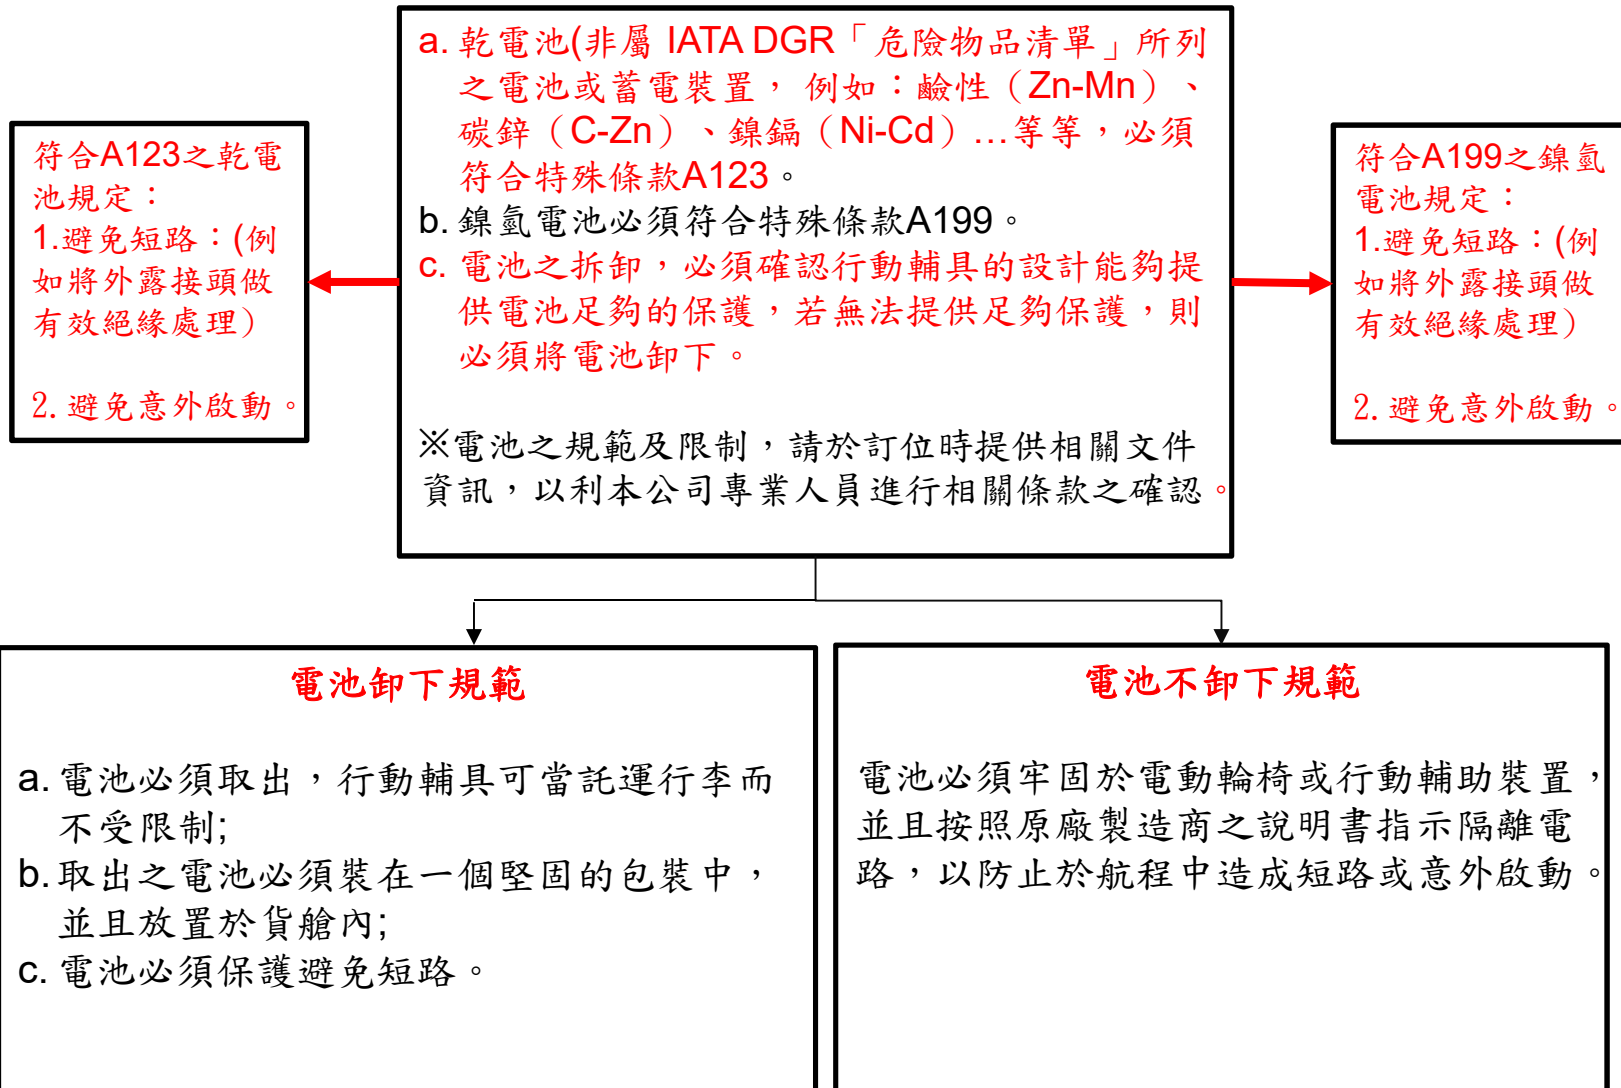 a. 乾電池(非屬 IATA DGR「危險物品清單」所列
之電池或蓄電裝置， 例如：鹼性（Zn-Mn）、
碳鋅（C-Zn）、鎳鎘（Ni-Cd）…等等，必須
符合特殊條款A123。
b. 鎳氫電池必須符合特殊條款A199。
c. 電池之拆卸，必須確認行動輔具的設計能夠提
供電池足夠的保護，若無法提供足夠保護，則
必須將電池卸下。
※電池之規範及限制，請於訂位時提供相關文件
資訊，以利本公司專業人員進行相關條款之確認。
符合A123之乾電
池規定：
1.避免短路：(例
如將外露接頭做
有效絕緣處理）
2. 避免意外啟動。
符合A199之鎳氫
電池規定：
1.避免短路：(例
如將外露接頭做
有效絕緣處理）
2. 避免意外啟動。
電池卸下規範
a. 電池必須取出，行動輔具可當託運行李而
不受限制;
b.取出之電池必須裝在一個堅固的包裝中，
並且放置於貨艙內;
c. 電池必須保護避免短路。
電池不卸下規範
電池必須牢固於電動輪椅或行動輔助裝置，
並且按照原廠製造商之說明書指示隔離電
路，以防止於航程中造成短路或意外啟動。